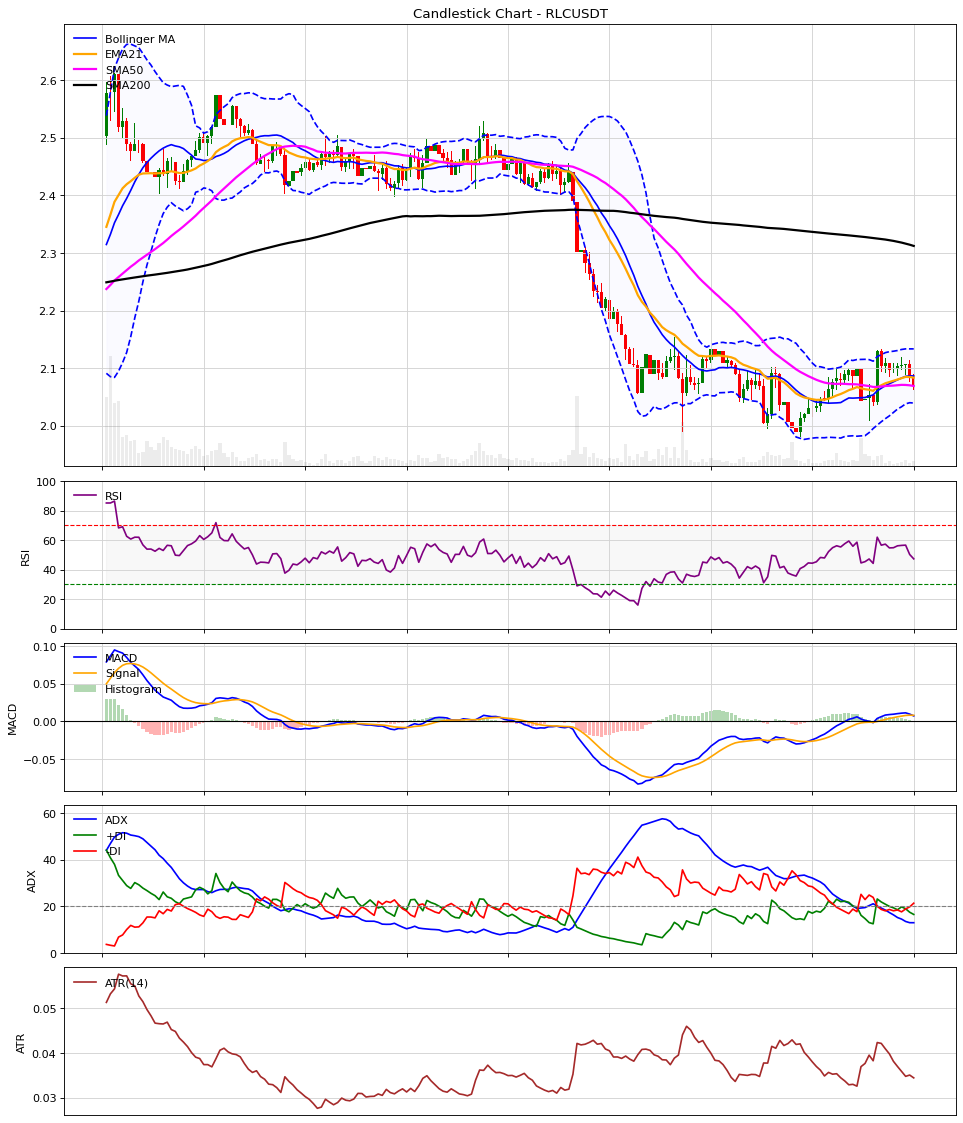 Candlestick Chart - RLCUSDT
Bollinger MA
EMA21
SMA50
SMA200
2.6
2.5
2.4
2.3
2.2
2.1
2.0
RSI
100
80
60
40
20
0
RSI
MACD
Signal
Histogram
0.10
0.05
0.00
−0.05
MACD
ADX
+DI
-DI
60
40
20
0
ADX
ATR(14)
0.05
0.04
0.03
ATR